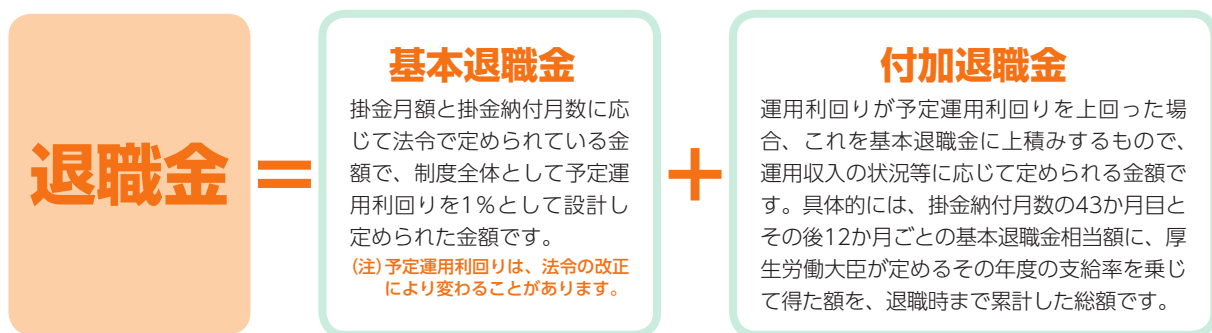 退職金
=
基本退職金
掛金月額と掛金納付月数に応
じて法令で定められている金
額で、制度全体として予定運
用利回りを1%として設計し
定められた金額です。
(注)予定運用利回りは、法令の改正
により変わることがあります。
+
付加退職金
運用利回りが予定運用利回りを上回った場
合、これを基本退職金に上積みするもので、
運用収入の状況等に応じて定められる金額で
す。具体的には、掛金納付月数の43か月目と
その後12か月ごとの基本退職金相当額に、厚
生労働大臣が定めるその年度の支給率を乗じ
て得た額を、退職時まで累計した総額です。